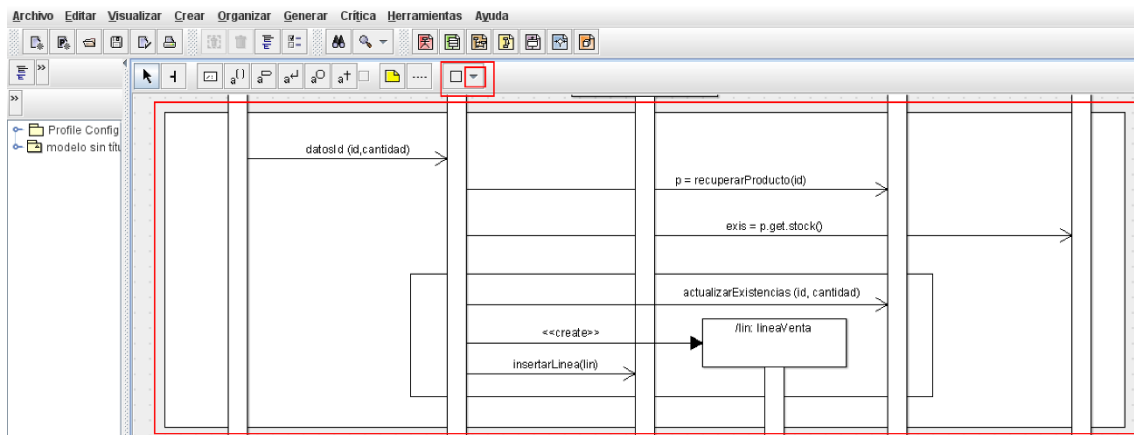 Archivo Editar Visualizar Crear Organizar Generar Crítica Herramientas Ayuda
Profile Config
modelo sin títu
datosId (id,cantidad)
p = recuperarProducto(id)
exis = p.get.stock()
actualizarExistencias (id, cantidad)
<<create>>
/lin: lineaVenta
insertarLinea(lin)